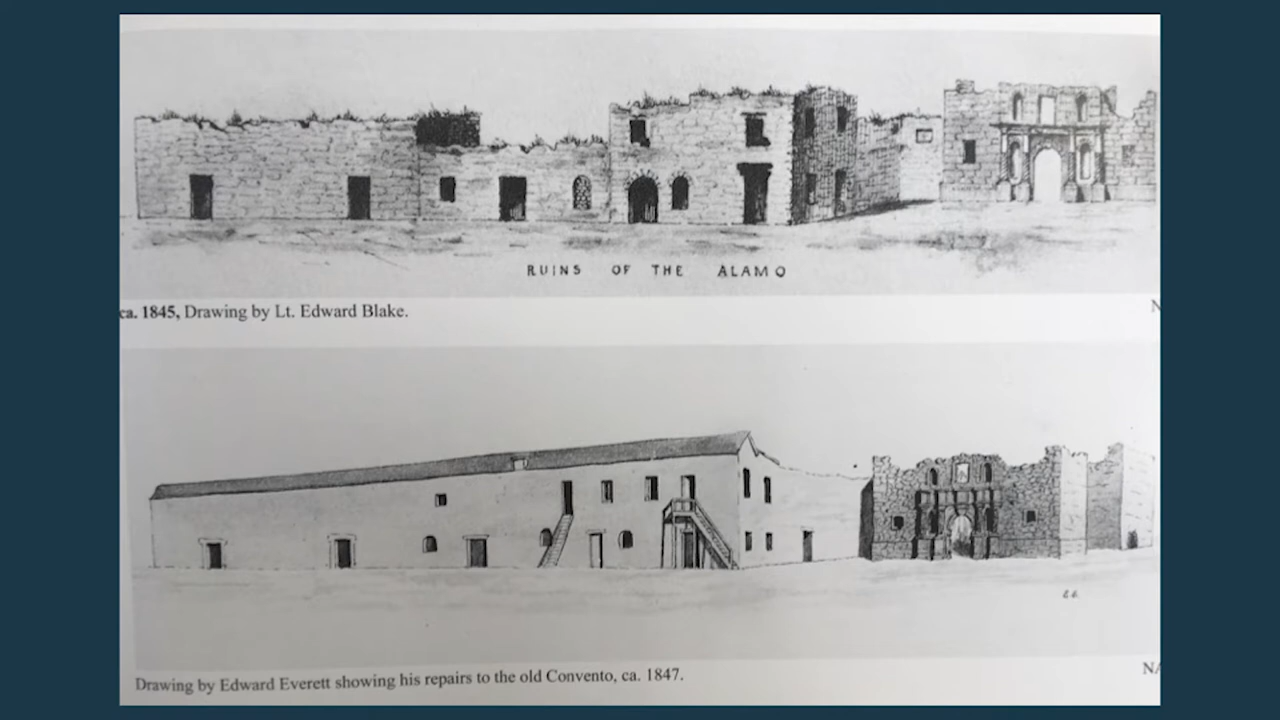 RUINS OF THE ALAMO
ca. 1845, Drawing by Lt. Edward Blake.
N
E.E.
Drawing by Edward Everett showing his repairs to the old Convento, ca. 1847.
NA